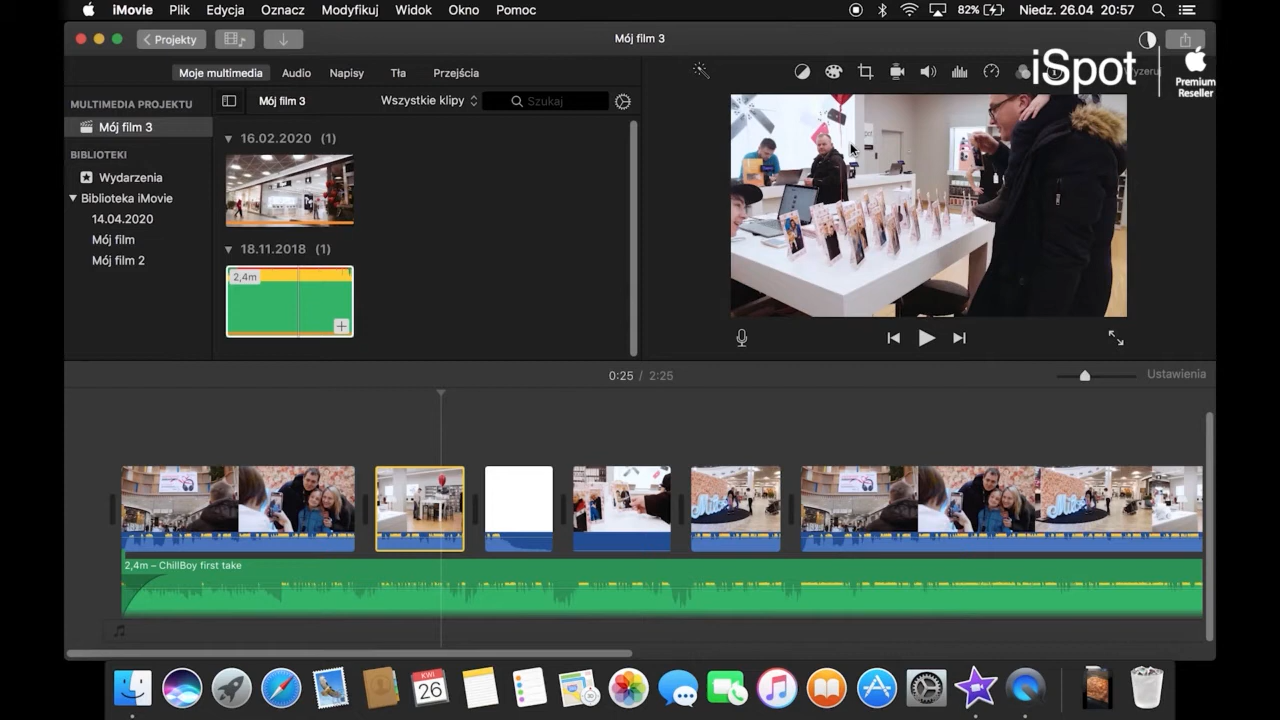 iMovie Plik Edycja Oznacz Modyfikuj Widok Okno Pomoc 82% Niedz. 26.04 20:57
Projekty Mój film 3
iSpot
Premium
Reseller
Moje multimedia Audio Napisy Tła Przejścia
MULTIMEDIA PROJEKTU
Mój film 3
BIBLIOTEKI
Wydarzenia
Biblioteka iMovie
14.04.2020
Mój film
Mój film 2
Mój film 3 Wszystkie klipy Szukaj
16.02.2020 (1)
18.11.2018 (1)
2,4m
0:25 / 2:25 Ustawienia
2,4m – ChillBoy first take
KWI
26